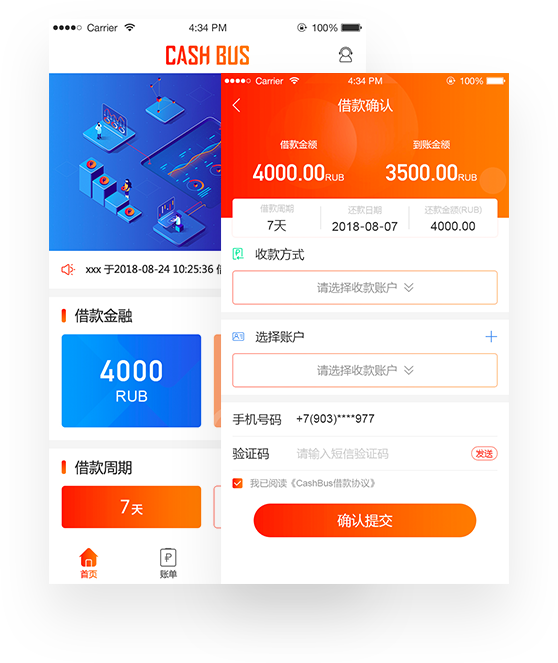 Carrier 4:34 PM 100%
CASH BUS
xxx 于2018-08-24 10:25:36 借
借款金融
4000
RUB
借款周期
7天
首页 账单
Carrier 4:34 PM 100%
借款确认
借款金额 到账金额
4000.00RUB 3500.00RUB
借款周期 还款日期 还款金额(RUB)
7天 2018-08-07 4000.00
收款方式
请选择收款账户
选择账户
请选择收款账户
手机号码 +7(903)****977
验证码 请输入短信验证码 发送
我已阅读《CashBus借款协议》
确认提交